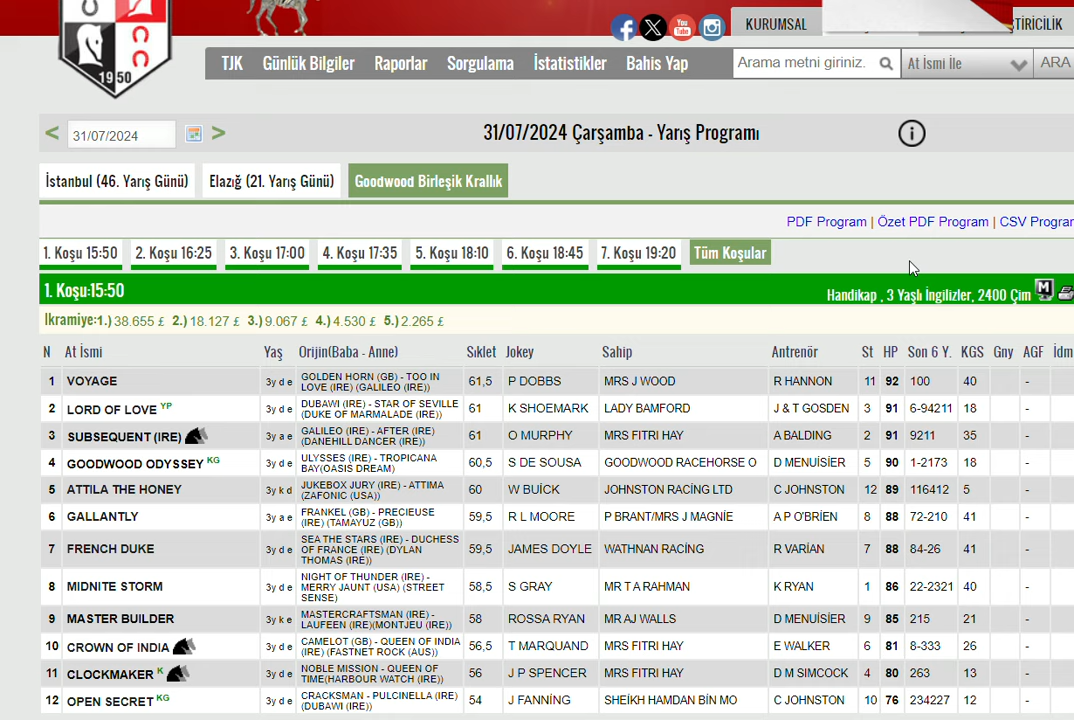 KURUMSAL
TİRİCİLİK
19 50
TJK Günlük Bilgiler Raporlar Sorgulama İstatistikler Bahis Yap Arama metni giriniz. At İsmi İle ARA
< 31/07/2024 > 31/07/2024 Çarşamba - Yarış Programı i
İstanbul (46. Yarış Günü) Elazığ (21. Yarış Günü) Goodwood Birleşik Krallık
PDF Program | Özet PDF Program | CSV Program
1. Koşu 15:50 2. Koşu 16:25 3. Koşu 17:00 4. Koşu 17:35 5. Koşu 18:10 6. Koşu 18:45 7. Koşu 19:20 Tüm Koşular
1. Koşu:15:50 Handikap , 3 Yaşlı İngilizler, 2400 Çim M
İkramiye:1.) 38.655 £ 2.) 18.127 £ 3.) 9.067 £ 4.) 4.530 £ 5.) 2.265 £
N At İsmi Yaş Orijin(Baba - Anne) Sıklet Jokey Sahip Antrenör St HP Son 6 Y. KGS Gny AGF İdm
1 VOYAGE 3y d e GOLDEN HORN (GB) - TOO IN LOVE (IRE) (GALILEO (IRE)) 61,5 P DOBBS MRS J WOOD R HANNON 11 92 100 40 -
2 LORD OF LOVE YP 3y d e DUBAWI (IRE) - STAR OF SEVILLE (DUKE OF MARMALADE (IRE)) 61 K SHOEMARK LADY BAMFORD J & T GOSDEN 3 91 6-94211 18 -
3 SUBSEQUENT (IRE) 3y a e GALILEO (IRE) - AFTER (IRE) (DANEHILL DANCER (IRE)) 61 O MURPHY MRS FITRI HAY A BALDING 2 91 9211 35 -
4 GOODWOOD ODYSSEY KG 3y d e ULYSSES (IRE) - TROPICANA BAY(OASIS DREAM) 60,5 S DE SOUSA GOODWOOD RACEHORSE O D MENUİSİER 5 90 1-2173 18 -
5 ATTILA THE HONEY 3y k d JUKEBOX JURY (IRE) - ATTIMA (ZAFONIC (USA)) 60 W BUİCK JOHNSTON RACİNG LTD C JOHNSTON 12 89 116412 5 -
6 GALLANTLY 3y a e FRANKEL (GB) - PRECIEUSE (IRE) (TAMAYUZ (GB)) 59,5 R L MOORE P BRANT/MRS J MAGNİE A P O'BRİEN 8 88 72-210 41 -
7 FRENCH DUKE 3y d e SEA THE STARS (IRE) - DUCHESS OF FRANCE (IRE) (DYLAN THOMAS (IRE)) 59,5 JAMES DOYLE WATHNAN RACİNG R VARİAN 7 88 84-26 41 -
8 MIDNITE STORM 3y d e NIGHT OF THUNDER (IRE) - MERRY JAUNT (USA) (STREET SENSE) 58,5 S GRAY MR T A RAHMAN K RYAN 1 86 22-2321 40 -
9 MASTER BUILDER 3y k e MASTERCRAFTSMAN (IRE) - LAUFEEN (IRE)(MONTJEU (IRE)) 58 ROSSA RYAN MR AJ WALLS D MENUİSİER 9 85 215 21 -
10 CROWN OF INDIA 3y d e CAMELOT (GB) - QUEEN OF INDIA (IRE) (FASTNET ROCK (AUS)) 56,5 T MARQUAND MRS FITRI HAY E WALKER 6 81 8-333 26 -
11 CLOCKMAKER K 3y d e NOBLE MISSION - QUEEN OF TIME(HARBOUR WATCH (IRE)) 56 J P SPENCER MRS FITRI HAY D M SIMCOCK 4 80 263 13 -
12 OPEN SECRET KG 3y d e CRACKSMAN - PULCINELLA (IRE) (DUBAWI (IRE)) 54 J FANNİNG SHEİKH HAMDAN BİN MO C JOHNSTON 10 76 234227 12 -